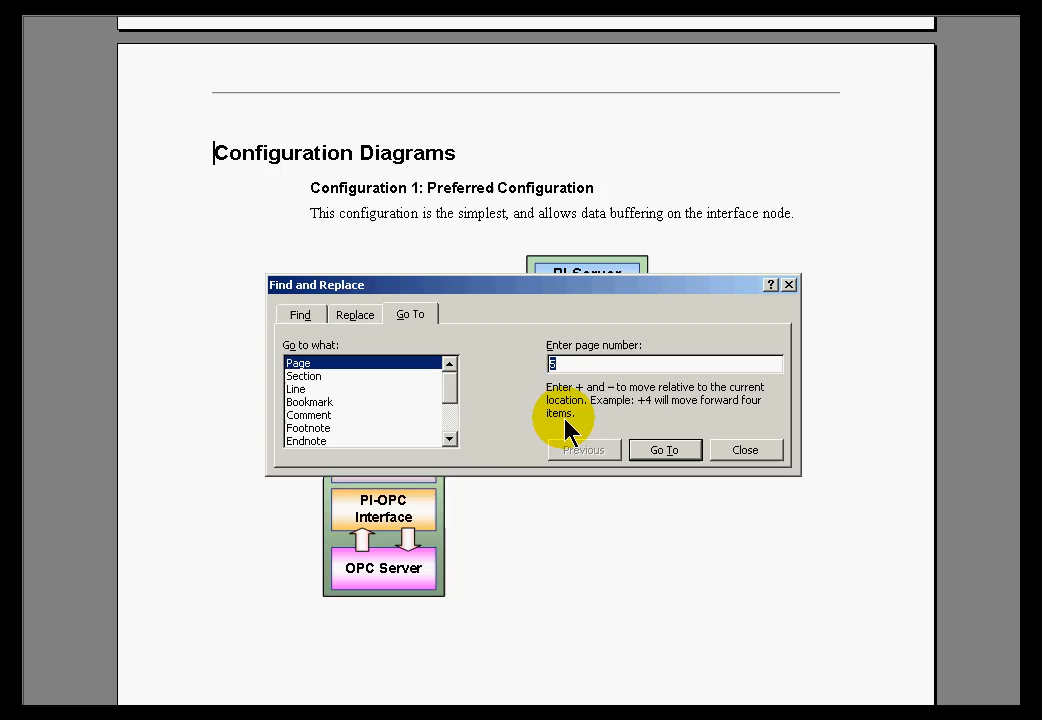 Configuration Diagrams
Configuration 1: Preferred Configuration
This configuration is the simplest, and allows data buffering on the interface node.
PI Server
Find and Replace
Find
Replace
Go To
Go to what:
Page
Section
Line
Bookmark
Comment
Footnote
Endnote
Enter page number:
5
Enter + and – to move relative to the current
location. Example: +4 will move forward four
items.
Previous
Go To
Close
PI-OPC
Interface
OPC Server